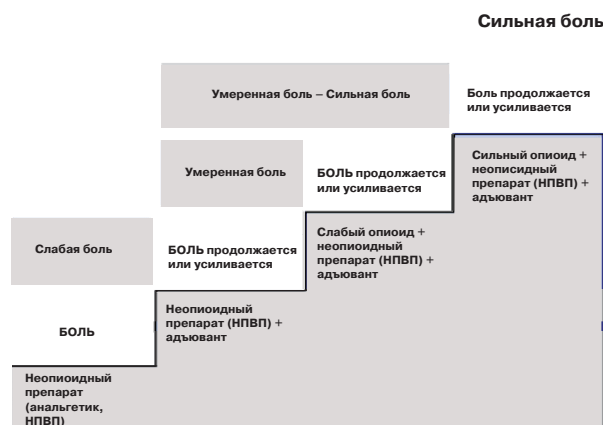 Сильная боль
Умеренная боль – Сильная боль
Боль продолжается
или усиливается
Умеренная боль
БОЛЬ продолжается
или усиливается
Сильный опиоид +
неописидный
препарат (НПВП) +
адъювант
Слабая боль
БОЛЬ продолжается
или усиливается
Слабый опиоид +
неопиоидный
препарат (НПВП) +
адъювант
БОЛЬ
Неопиоидный
препарат (НПВП) +
адъювант
Неопиоидный
препарат
(анальгетик,
НПВП)